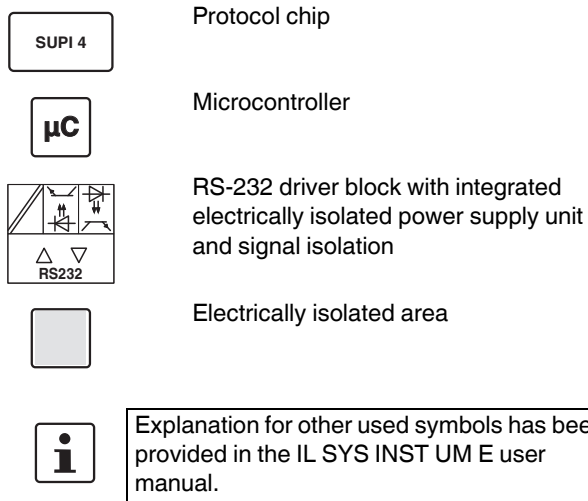 SUPI 4
Protocol chip
µC
Microcontroller
RS232
RS-232 driver block with integrated
electrically isolated power supply unit
and signal isolation
Electrically isolated area
Explanation for other used symbols has bee
provided in the IL SYS INST UM E user
manual.